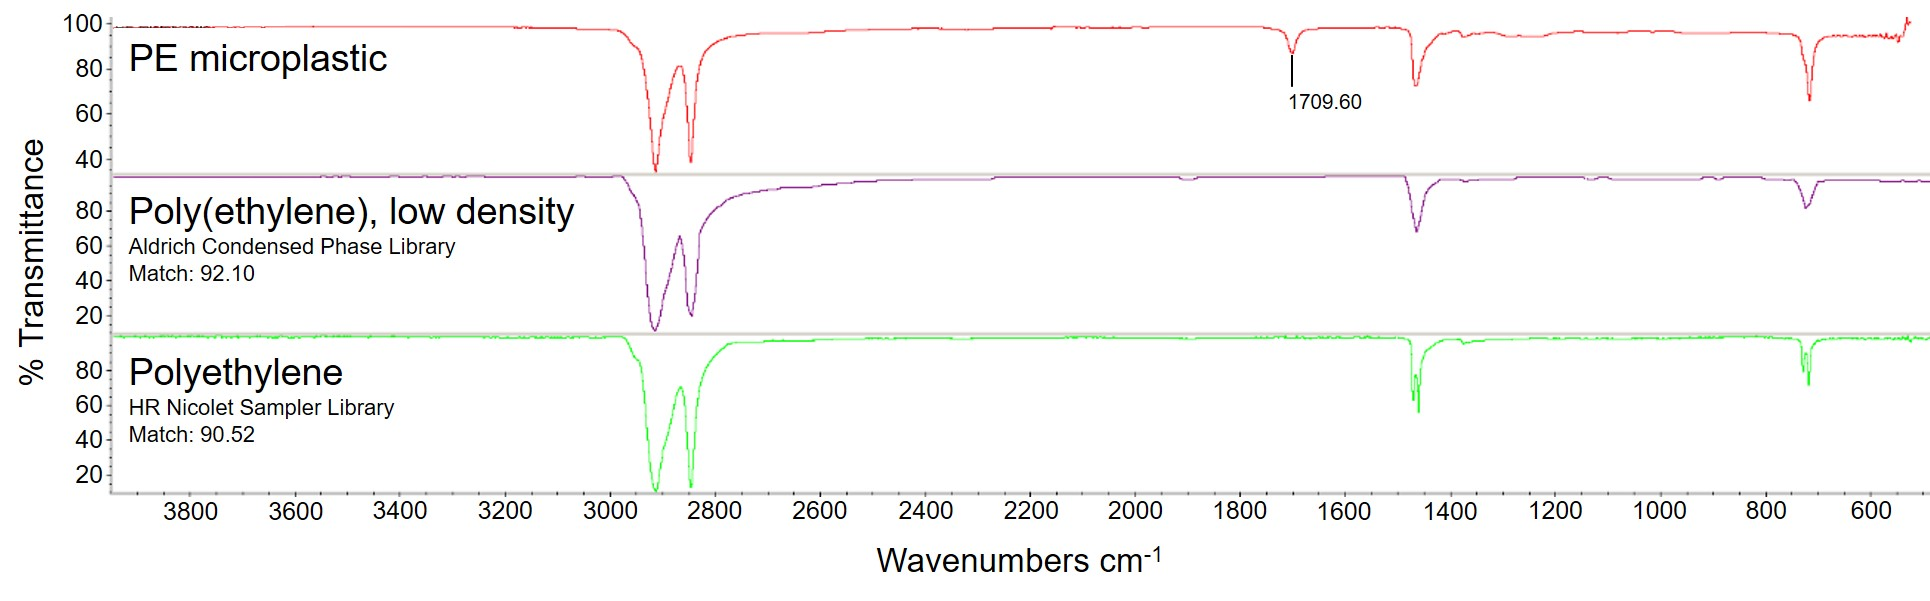 100
80
60
40
PE microplastic
1709.60
80
60
40
20
Poly(ethylene), low density
Aldrich Condensed Phase Library
Match: 92.10
80
60
40
20
Polyethylene
HR Nicolet Sampler Library
Match: 90.52
% Transmittance
3800 3600 3400 3200 3000 2800 2600 2400 2200 2000 1800 1600 1400 1200 1000 800 600
Wavenumbers cm-1